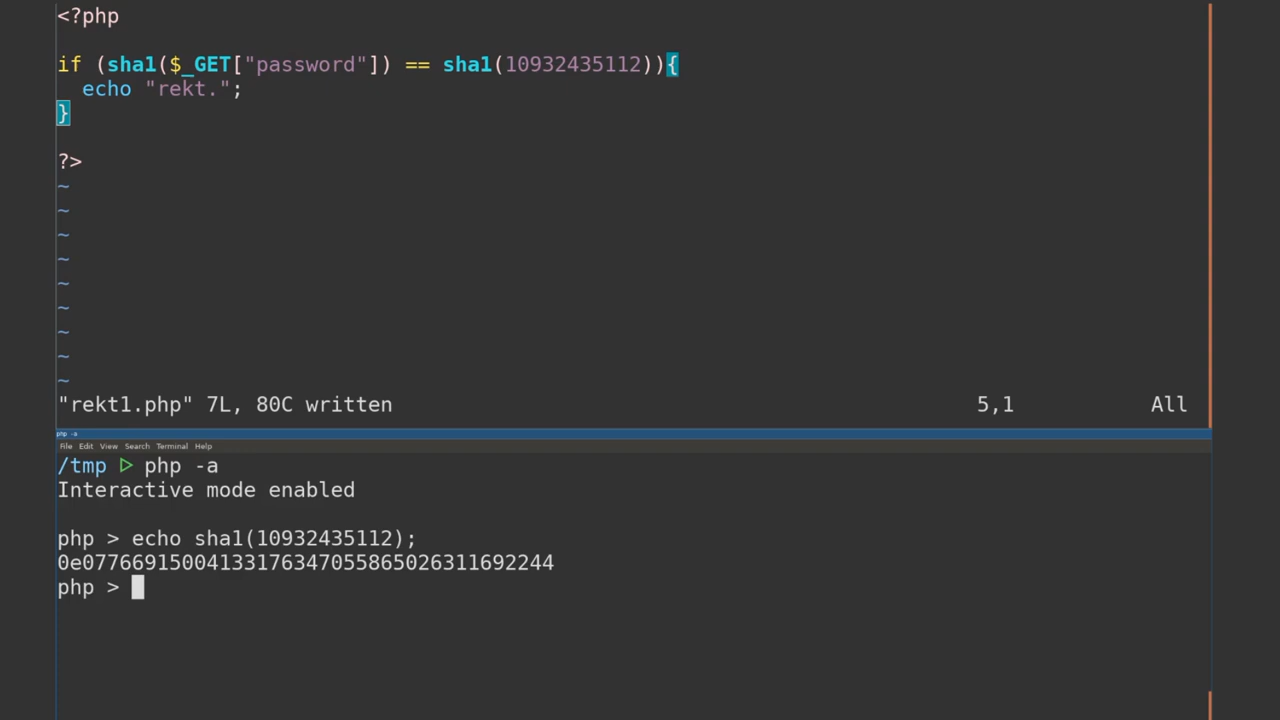 <?php
if (sha1($_GET["password"]) == sha1(10932435112)){
  echo "rekt.";
}
?>
~
~
~
~
~
~
~
~
~
"rekt1.php" 7L, 80C written 5,1 All
php -a
File Edit View Search Terminal Help
/tmp ▷ php -a
Interactive mode enabled
php > echo sha1(10932435112);
0e07766915004133176347055865026311692244
php >